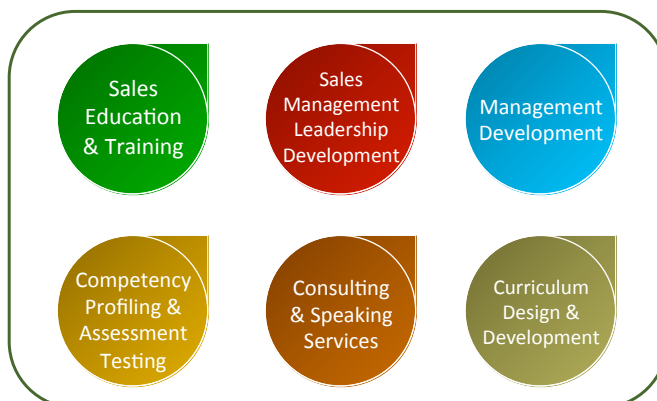 Sales
Education
& Training
Sales
Management
Leadership
Development
Management
Development
Competency
Profiling &
Assessment
Testing
Consulting
& Speaking
Services
Curriculum
Design &
Development